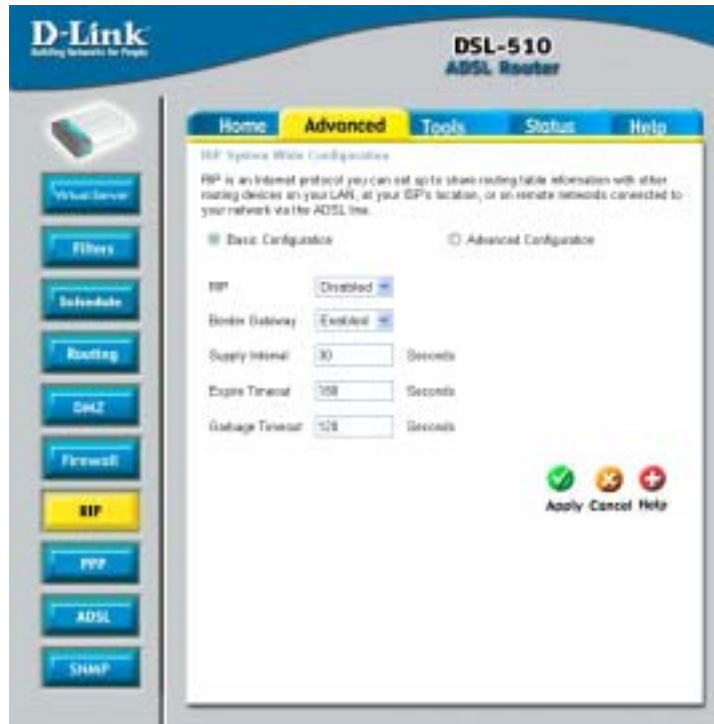 D-Link
Building Networks for People
DSL-510
ADSL Router
Home Advanced Tools Status Help
RIP System Wide Configuration
RIP is an Internet protocol you can set up to share routing table information with other
routing devices on your LAN, at your ISP's location, or on remote networks connected to
your network via the ADSL line.
Basic Configuration Advanced Configuration
RIP Disabled
Border Gateway Enabled
Supply Interval 30 Seconds
Expire Timeout 180 Seconds
Garbage Timeout 120 Seconds
Apply Cancel Help
Virtual Server
Filters
Schedule
Routing
DMZ
Firewall
RIP
PPP
ADSL
SNMP